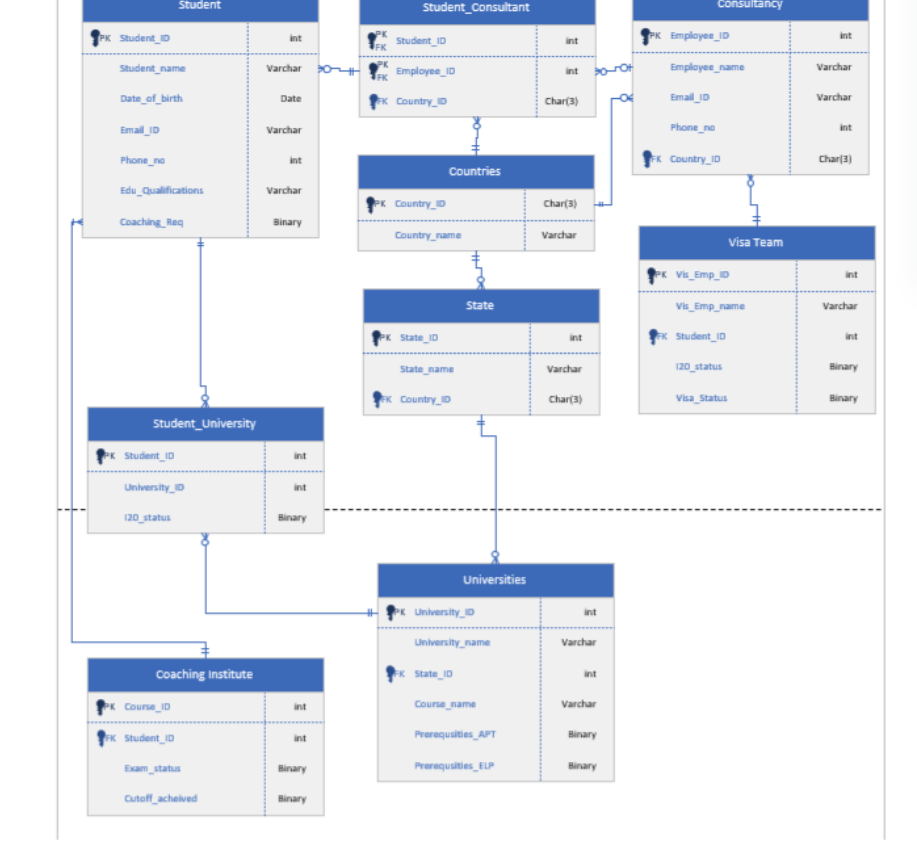 Student
PK Student_ID int
Student_name Varchar
Date_of_birth Date
Email_ID Varchar
Phone_no int
Edu_Qualifications Varchar
Coaching_Req Binary
Student_Consultant
PK FK Student_ID int
PK FK Employee_ID int
FK Country_ID Char(3)
Consultancy
PK Employee_ID int
Employee_name Varchar
Email_ID Varchar
Phone_no int
FK Country_ID Char(3)
Countries
PK Country_ID Char(3)
Country_name Varchar
Visa Team
PK Vis_Emp_ID int
Vis_Emp_name Varchar
FK Student_ID int
I20_status Binary
Visa_Status Binary
State
PK State_ID int
State_name Varchar
FK Country_ID Char(3)
Student_University
PK Student_ID int
University_ID int
I20_status Binary
Universities
PK University_ID int
University_name Varchar
FK State_ID int
Course_name Varchar
Prerequsities_APT Binary
Prerequsities_ELP Binary
Coaching Institute
PK Course_ID int
FK Student_ID int
Exam_status Binary
Cutoff_acheived Binary